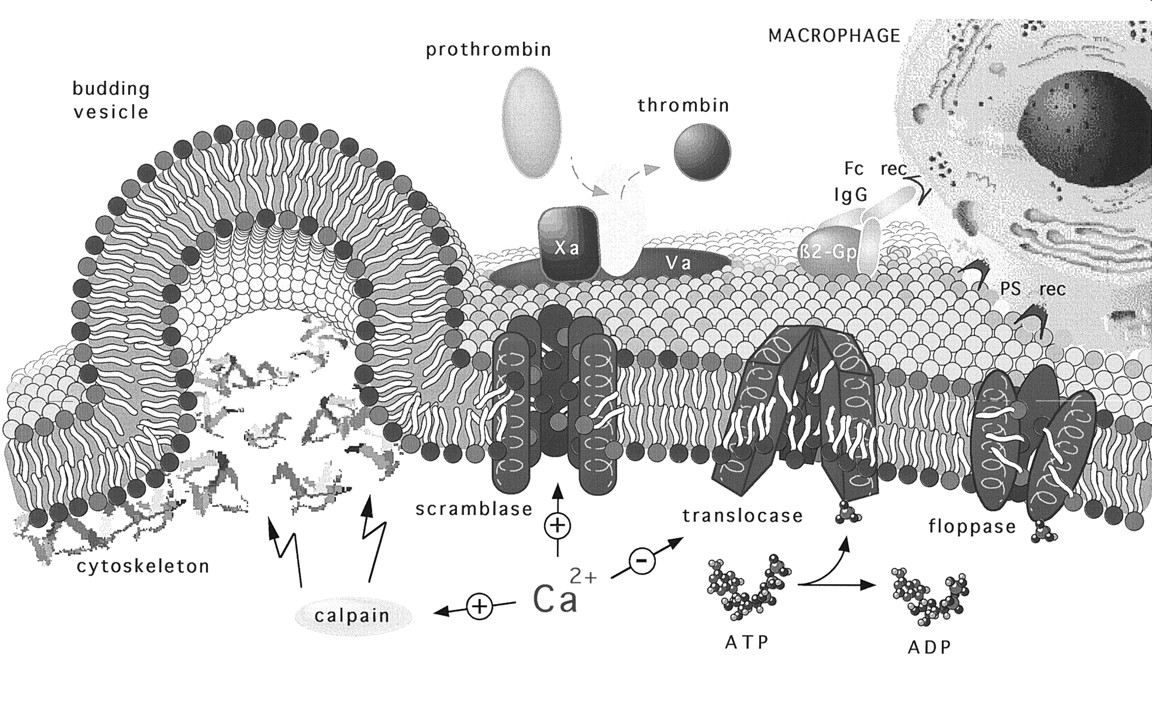 MACROPHAGE
prothrombin
budding
vesicle
thrombin
Fc rec
IgG
Xa
Va
ß2-Gp
PS rec
scramblase
translocase
floppase
cytoskeleton
+
-
Ca2+
+
calpain
ATP
ADP